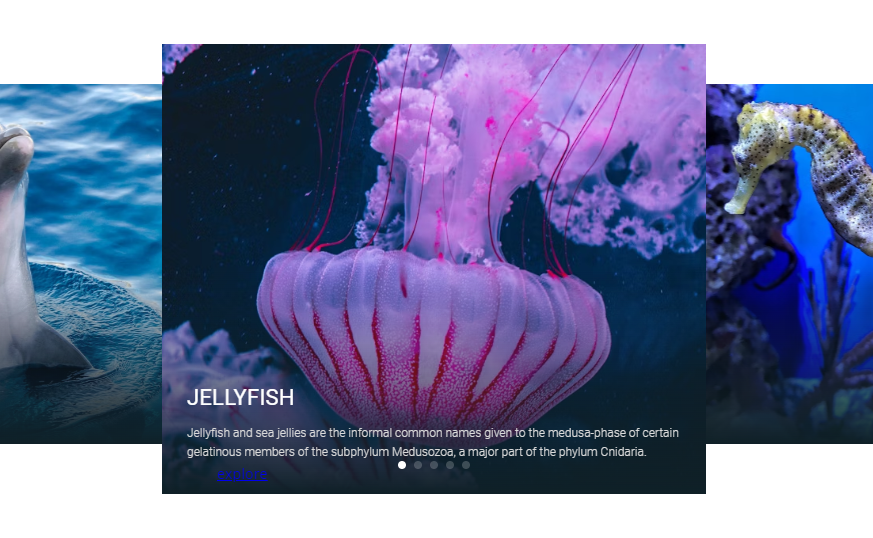 JELLYFISH
Jellyfish and sea jellies are the informal common names given to the medusa-phase of certain
gelatinous members of the subphylum Medusozoa, a major part of the phylum Cnidaria.
explore